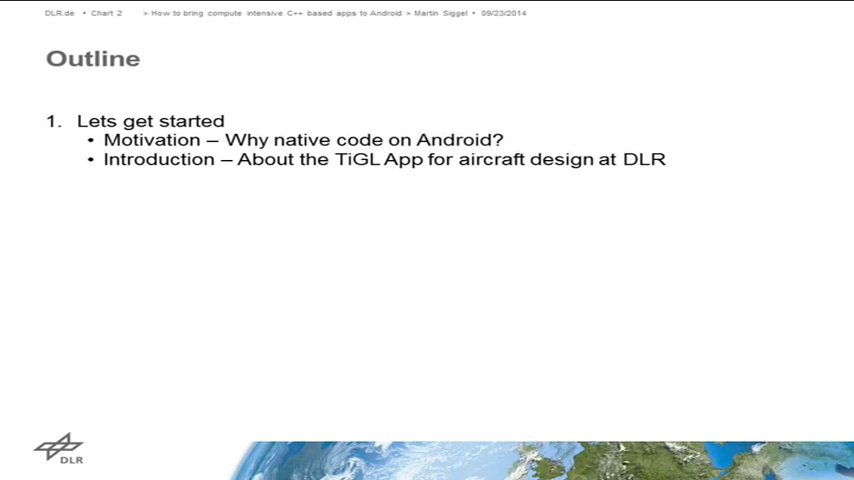 DLR.de • Chart 2 > How to bring compute intensive C++ based apps to Android > Martin Siggel • 09/23/2014
Outline
1. Lets get started
• Motivation – Why native code on Android?
• Introduction – About the TiGL App for aircraft design at DLR
DLR